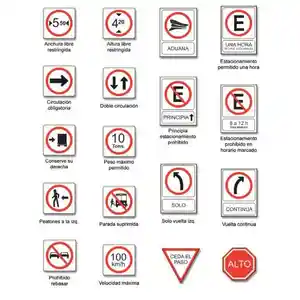 5.50
4.20
ADUANA
E
UNA HORA
Anchura libre
restringida
Altura libre
restringida
Estacionamiento
permitido una hora
Circulación
obligatoria
Doble circulación
E
PRINCIPIA
E
8 a 12 h
Principia
estacionamiento
prohibido
Estacionamiento
prohibido en
horario marcado
10
Tons.
Conserve su
derecha
Peso máximo
permitido
SOLO
CONTINUA
Peatones a la izq.
Parada suprimida
Solo vuelta izq.
Vuelta continua
100
km/h
CEDA EL
PASO
ALTO
Prohibido
rebasar
Velocidad máxima